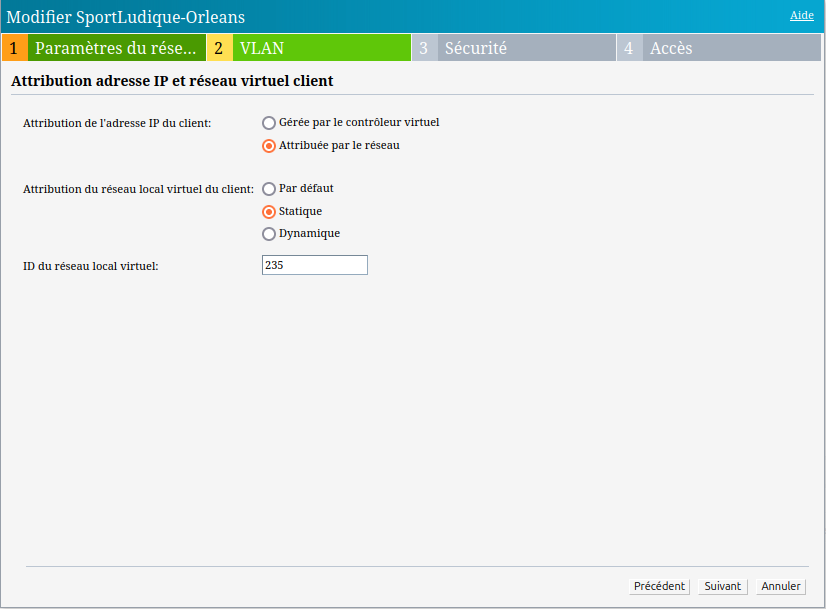 Modifier SportLudique-Orleans
Aide
1 Paramètres du rése... 2 VLAN 3 Sécurité 4 Accès
Attribution adresse IP et réseau virtuel client
Attribution de l'adresse IP du client:
Gérée par le contrôleur virtuel
Attribuée par le réseau
Attribution du réseau local virtuel du client:
Par défaut
Statique
Dynamique
ID du réseau local virtuel:
235
Précédent Suivant Annuler